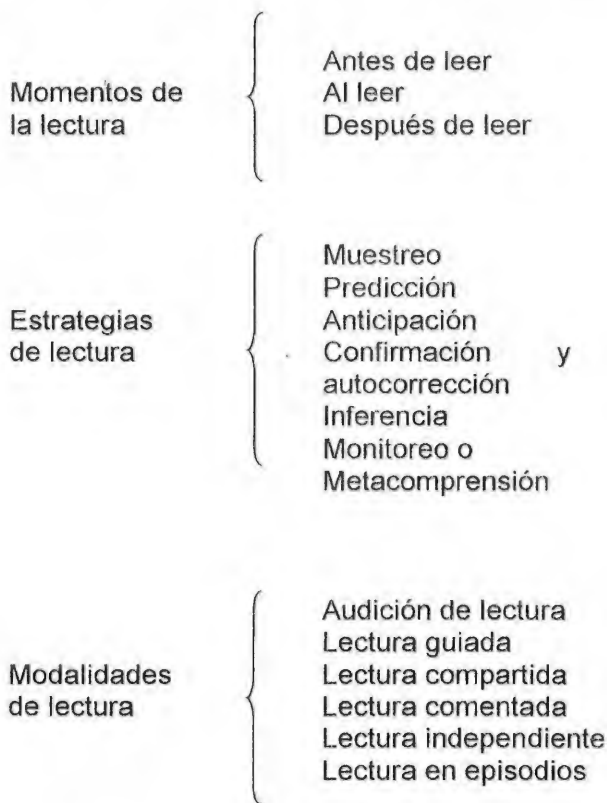 Momentos de
la lectura
Antes de leer
Al leer
Después de leer
Estrategias
de lectura
Muestreo
Predicción
Anticipación
Confirmación y
autocorrección
Inferencia
Monitoreo o
Metacomprensión
Modalidades
de lectura
Audición de lectura
Lectura guiada
Lectura compartida
Lectura comentada
Lectura independiente
Lectura en episodios